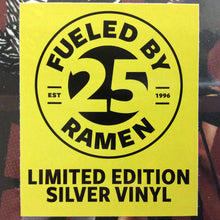 FUELED BY
25
EST 1996
RAMEN
LIMITED EDITION
SILVER VINYL